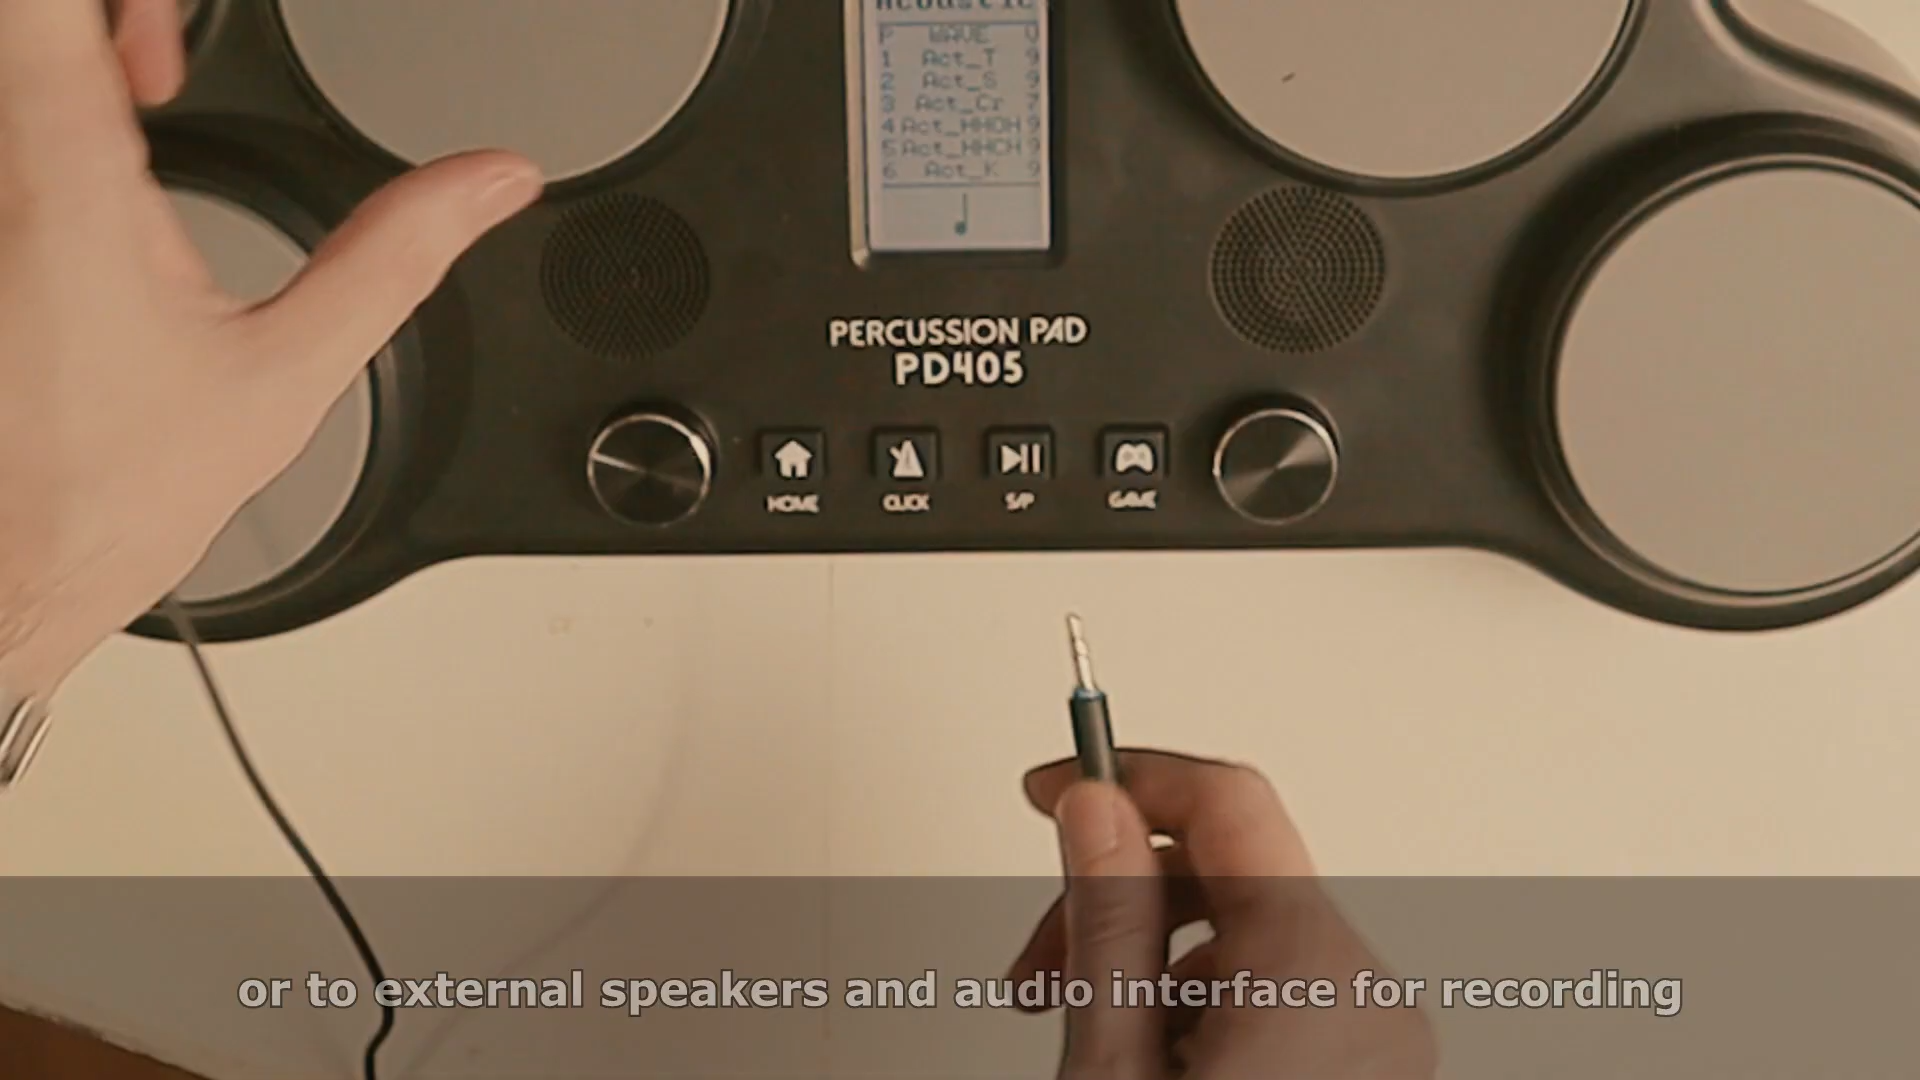 Acoustic
P WAVE V
1 Act_T 9
2 Act_S 9
3 Act_Cr 7
4 Act_HHOH 9
5 Act_HHCH 9
6 Act_K 9
PERCUSSION PAD
PD405
HOME CLICK S/P GAME
or to external speakers and audio interface for recording